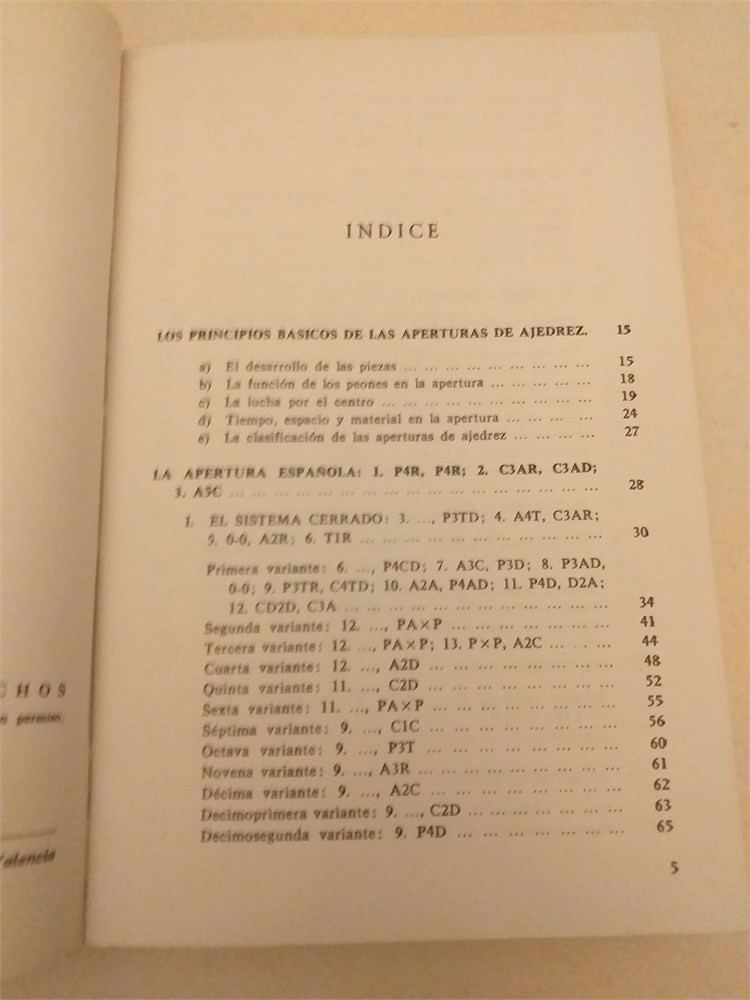 INDICE
LOS PRINCIPIOS BASICOS DE LAS APERTURAS DE AJEDREZ. 15
a) El desarrollo de las piezas ... ... ... ... ... ... ... ... ... 15
b) La función de los peones en la apertura ... ... ... ... ... 18
c) La lucha por el centro ... ... ... ... ... ... ... ... ... ... 19
d) Tiempo, espacio y material en la apertura ... ... ... ... 24
e) La clasificación de las aperturas de ajedrez ... ... ... ... 27
LA APERTURA ESPAÑOLA: 1. P4R, P4R; 2. C3AR, C3AD;
3. A5C ... ... ... ... ... ... ... ... ... ... ... ... ... ... ... ... 28
1. EL SISTEMA CERRADO: 3. ..., P3TD; 4. A4T, C3AR;
5. 0-0, A2R; 6. T1R ... ... ... ... ... ... ... ... ... ... 30
Primera variante: 6. ..., P4CD; 7. A3C, P3D; 8. P3AD,
0-0; 9. P3TR, C4TD; 10. A2A, P4AD; 11. P4D, D2A;
12. CD2D, C3A ... ... ... ... ... ... ... ... ... ... ... 34
Segunda variante: 12. ..., PA×P ... ... ... ... ... ... ... 41
Tercera variante: 12. ..., PA×P; 13. P×P, A2C ... ... ... 44
Cuarta variante: 12. ..., A2D ... ... ... ... ... ... ... ... 48
Quinta variante: 11. ..., C2D ... ... ... ... ... ... ... ... 52
Sexta variante: 11. ..., PA×P ... ... ... ... ... ... ... ... 55
Séptima variante: 9. ..., C1C ... ... ... ... ... ... ... ... 56
Octava variante: 9. ..., P3T ... ... ... ... ... ... ... ... 60
Novena variante: 9. ..., A3R ... ... ... ... ... ... ... ... 61
Décima variante: 9. ..., A2C ... ... ... ... ... ... ... ... 62
Decimoprimera variante: 9. ..., C2D ... ... ... ... ... ... 63
Decimosegunda variante: 9. P4D ... ... ... ... ... ... ... 65
5
HOS
permiso
Valencia